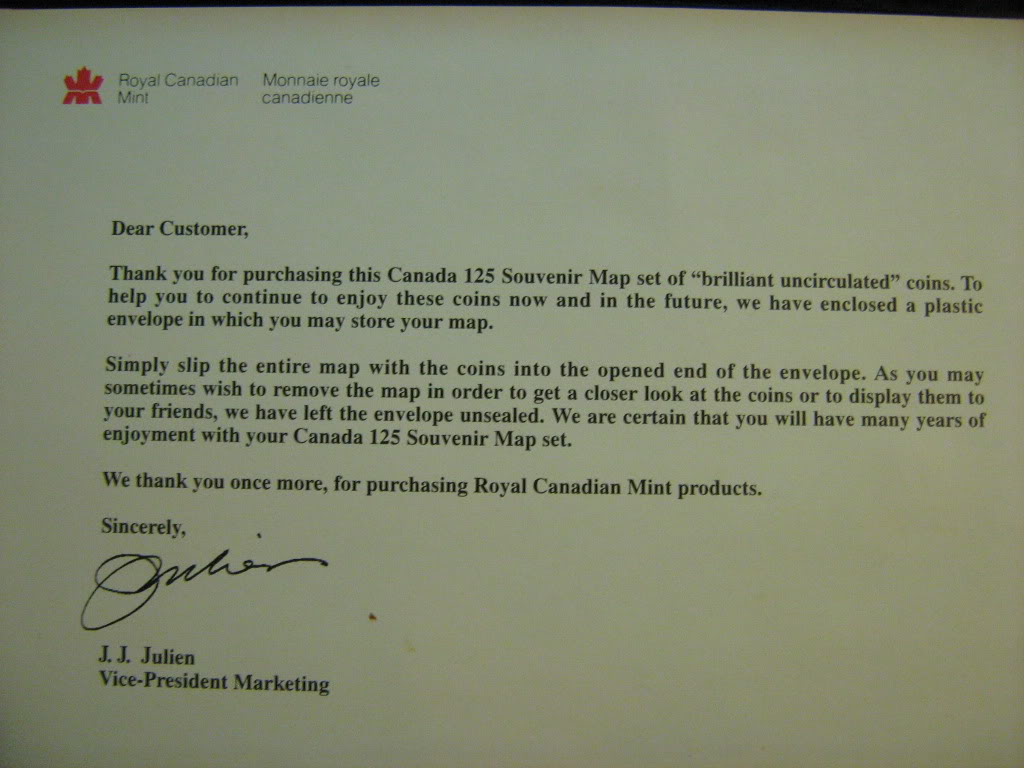 Royal Canadian Mint
Monnaie royale canadienne
Dear Customer,
Thank you for purchasing this Canada 125 Souvenir Map set of “brilliant uncirculated” coins. To
help you to continue to enjoy these coins now and in the future, we have enclosed a plastic
envelope in which you may store your map.
Simply slip the entire map with the coins into the opened end of the envelope. As you may
sometimes wish to remove the map in order to get a closer look at the coins or to display them to
your friends, we have left the envelope unsealed. We are certain that you will have many years of
enjoyment with your Canada 125 Souvenir Map set.
We thank you once more, for purchasing Royal Canadian Mint products.
Sincerely,
Julien
J. J. Julien
Vice-President Marketing